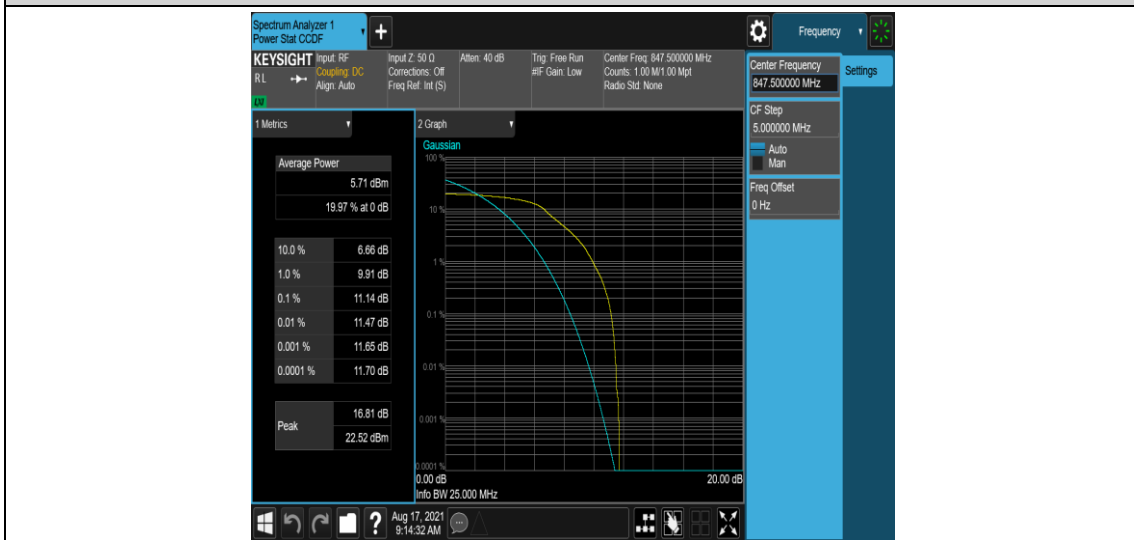 Spectrum Analyzer 1
Power Stat CCDF
+
Frequency
KEYSIGHT
RL
Input: RF
Coupling: DC
Align: Auto
Input Z: 50 Ω
Corrections: Off
Freq Ref: Int (S)
Atten: 40 dB
Trig: Free Run
#IF Gain: Low
Center Freq: 847.500000 MHz
Counts: 1.00 M/1.00 Mpt
Radio Std: None
Center Frequency
847.500000 MHz
Settings
CF Step
5.000000 MHz
Auto
Man
Freq Offset
0 Hz
1 Metrics
Average Power
5.71 dBm
19.97 % at 0 dB
10.0 % 6.66 dB
1.0 % 9.91 dB
0.1 % 11.14 dB
0.01 % 11.47 dB
0.001 % 11.65 dB
0.0001 % 11.70 dB
Peak
16.81 dB
22.52 dBm
2 Graph
Gaussian
100 %
10 %
1 %
0.1 %
0.01 %
0.001 %
0.0001 %
0.00 dB 20.00 dB
Info BW 25.000 MHz
?
Aug 17, 2021
9:14:32 AM